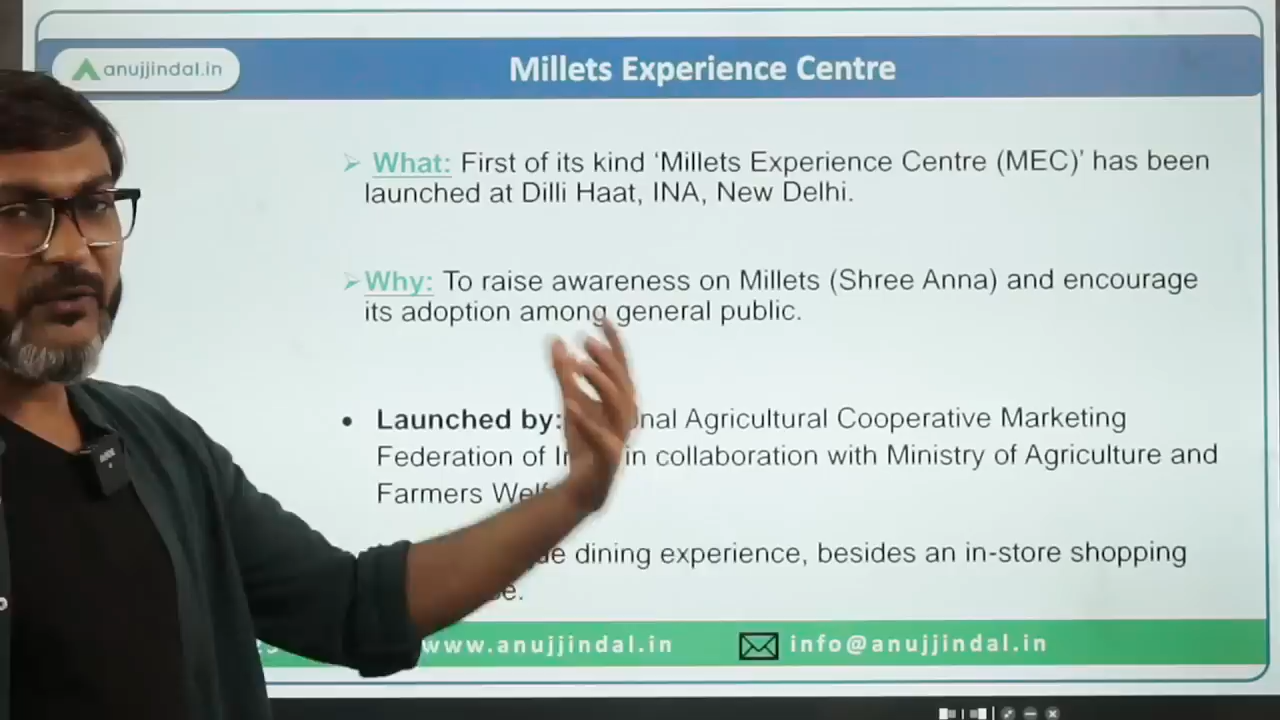 anujjindal.in
Millets Experience Centre
What: First of its kind ‘Millets Experience Centre (MEC)’ has been
launched at Dilli Haat, INA, New Delhi.
Why: To raise awareness on Millets (Shree Anna) and encourage
its adoption among general public.
Launched by: Agricultural Cooperative Marketing
Federation of in collaboration with Ministry of Agriculture and
Farmers
dining experience, besides an in-store shopping
www.anujjindal.in info@anujjindal.in